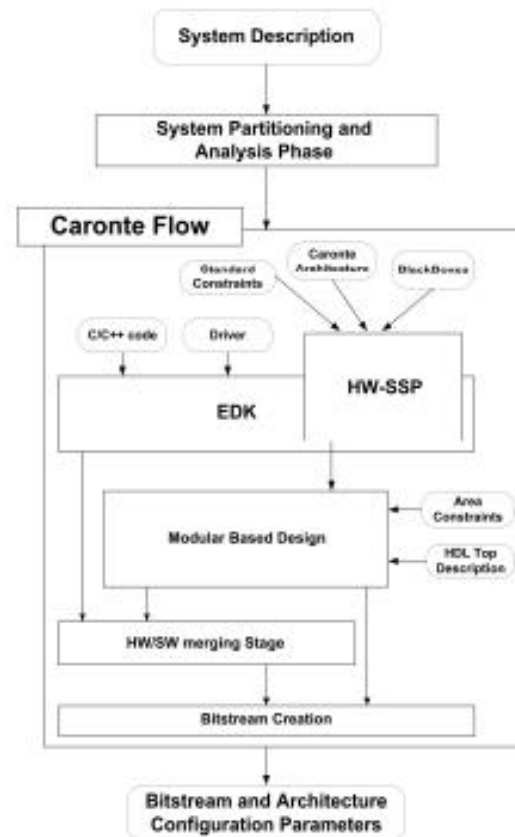 System Description
System Partitioning and
Analysis Phase
Caronte Flow
Standard
Constraints
Caronte
Architecture
BlackBoxes
C/C++ code
Driver
EDK
HW-SSP
Modular Based Design
Area
Constraints
HDL Top
Description
HW/SW merging Stage
Bitstream Creation
Bitstream and Architecture
Configuration Parameters